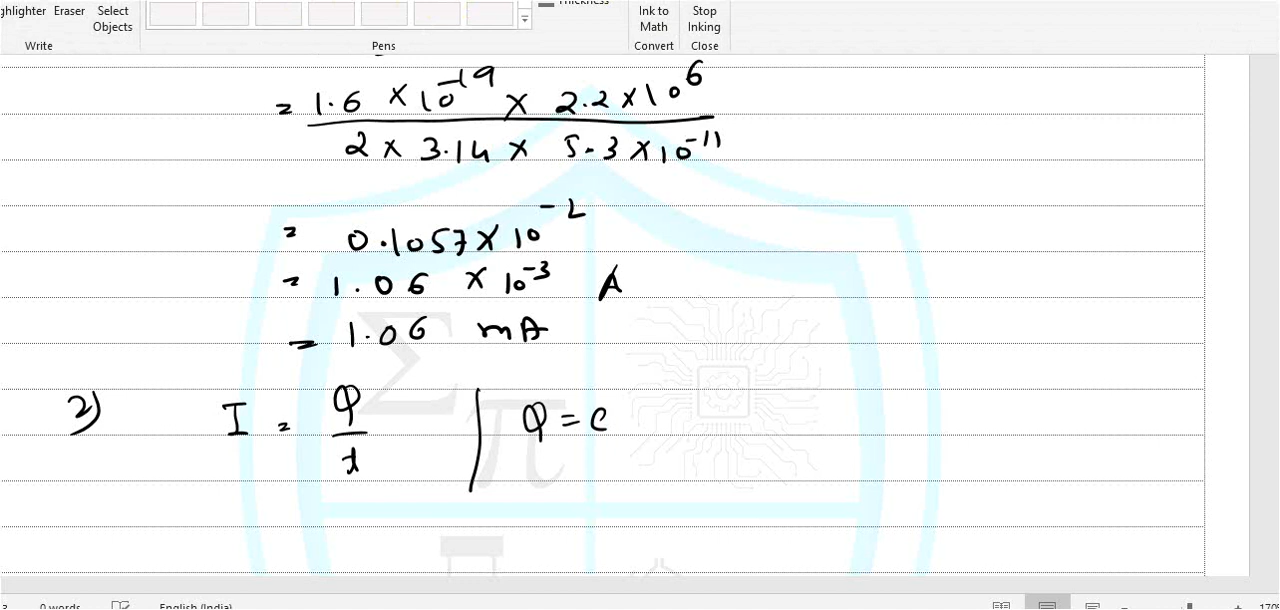 Eraser Select Objects
Ink to Math
Stop Inking
Write
Pens
Convert
Close
= 1.6 × 10^-19 × 2.2 × 10^6
2 × 3.14 × 5.3 × 10^-11
= 0.1057 × 10^-2
= 1.06 × 10^-3 A
= 1.06 mA
2) I = Q / t | Q = e
0 words
English (India)